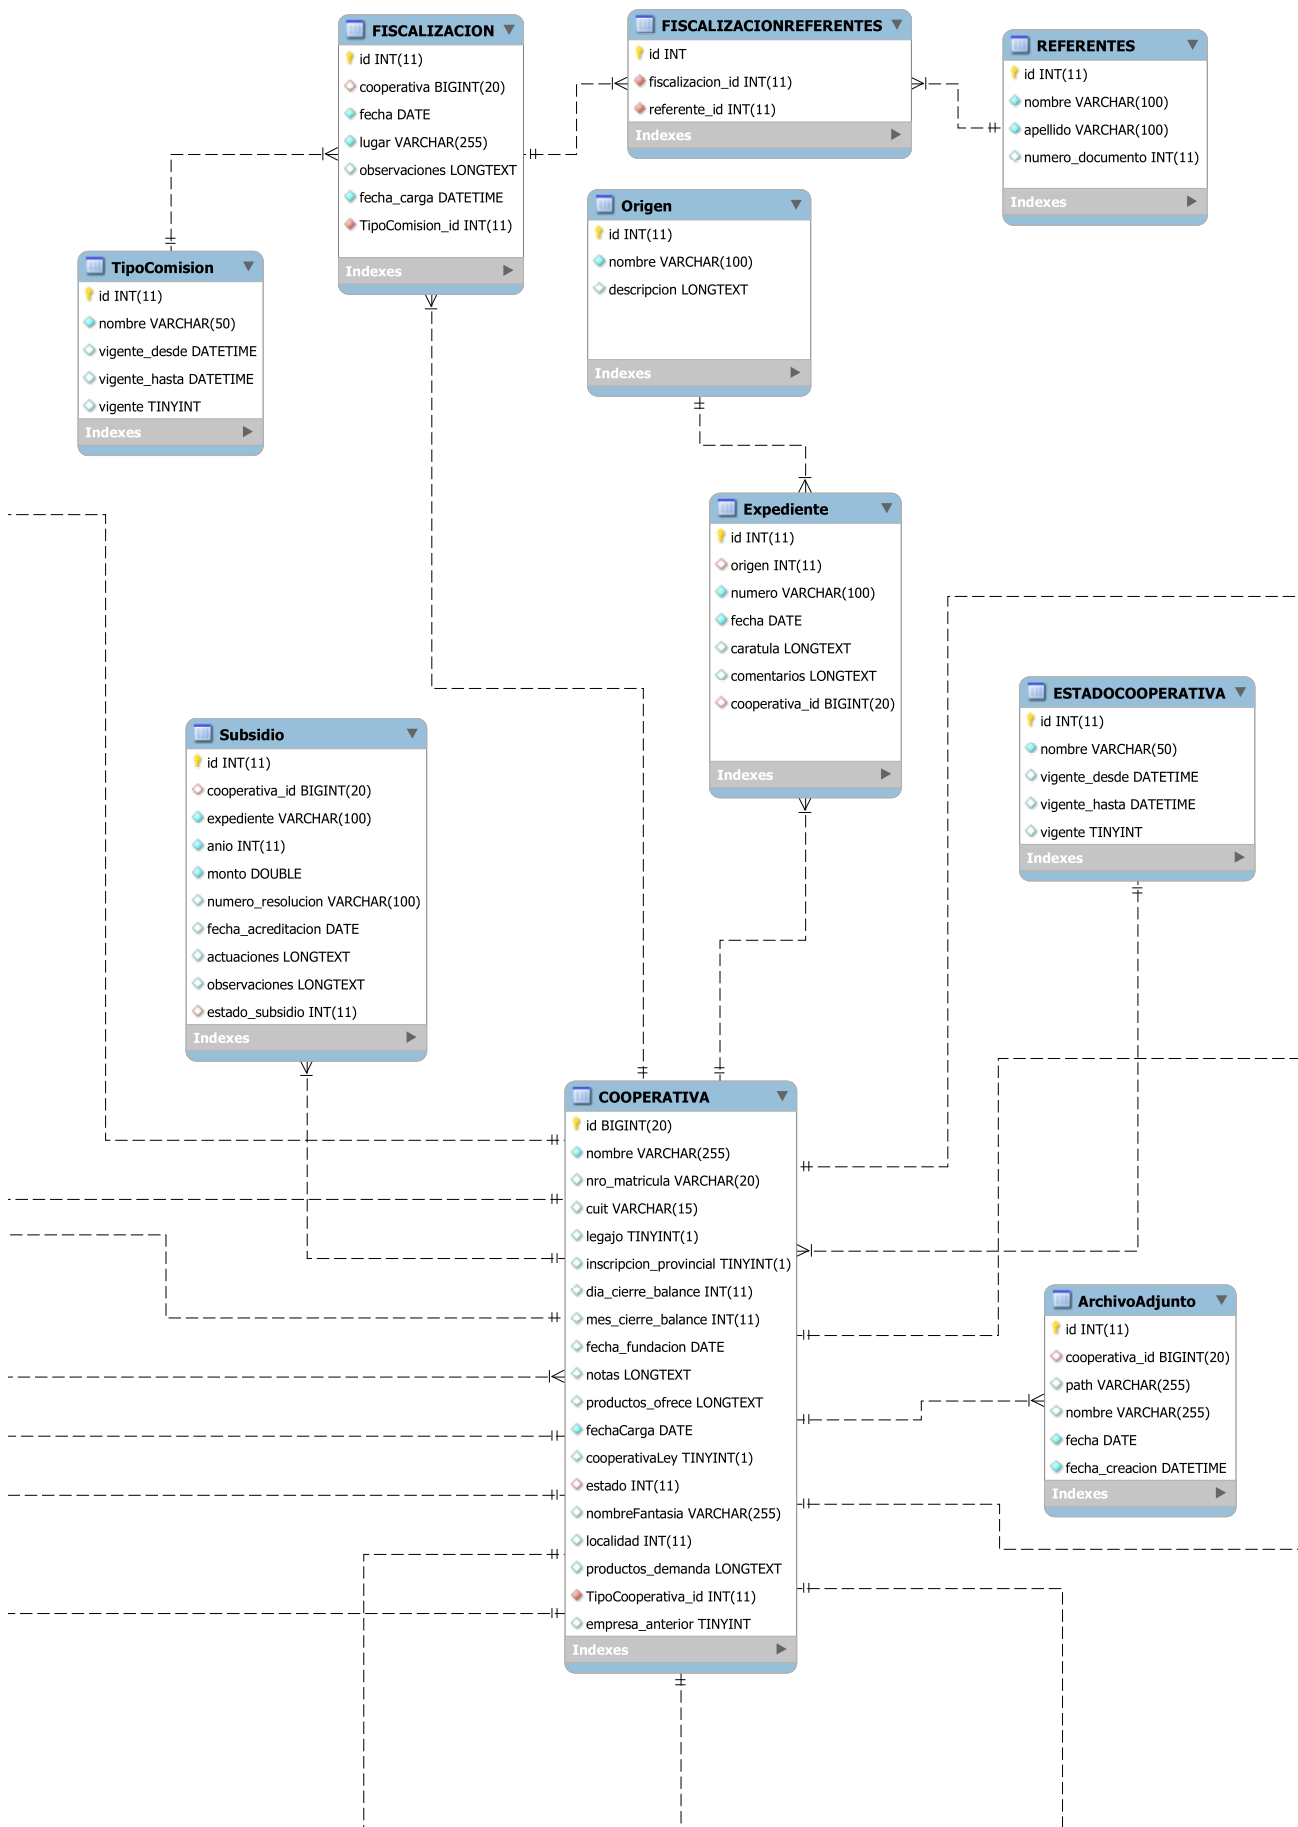 FISCALIZACION
id INT(11)
cooperativa BIGINT(20)
fecha DATE
lugar VARCHAR(255)
observaciones LONGTEXT
fecha_carga DATETIME
TipoComision_id INT(11)
Indexes
FISCALIZACIONREFERENTES
id INT
fiscalizacion_id INT(11)
referente_id INT(11)
Indexes
REFERENTES
id INT(11)
nombre VARCHAR(100)
apellido VARCHAR(100)
numero_documento INT(11)
Indexes
TipoComision
id INT(11)
nombre VARCHAR(50)
vigente_desde DATETIME
vigente_hasta DATETIME
vigente TINYINT
Indexes
Origen
id INT(11)
nombre VARCHAR(100)
descripcion LONGTEXT
Indexes
Expediente
id INT(11)
origen INT(11)
numero VARCHAR(100)
fecha DATE
caratula LONGTEXT
comentarios LONGTEXT
cooperativa_id BIGINT(20)
Indexes
ESTADOCOOPERATIVA
id INT(11)
nombre VARCHAR(50)
vigente_desde DATETIME
vigente_hasta DATETIME
vigente TINYINT
Indexes
Subsidio
id INT(11)
cooperativa_id BIGINT(20)
expediente VARCHAR(100)
anio INT(11)
monto DOUBLE
numero_resolucion VARCHAR(100)
fecha_acreditacion DATE
actuaciones LONGTEXT
observaciones LONGTEXT
estado_subsidio INT(11)
Indexes
COOPERATIVA
id BIGINT(20)
nombre VARCHAR(255)
nro_matricula VARCHAR(20)
cuit VARCHAR(15)
legajo TINYINT(1)
inscripcion_provincial TINYINT(1)
dia_cierre_balance INT(11)
mes_cierre_balance INT(11)
fecha_fundacion DATE
notas LONGTEXT
productos_ofrece LONGTEXT
fechaCarga DATE
cooperativaLey TINYINT(1)
estado INT(11)
nombreFantasia VARCHAR(255)
localidad INT(11)
productos_demanda LONGTEXT
TipoCooperativa_id INT(11)
empresa_anterior TINYINT
Indexes
ArchivoAdjunto
id INT(11)
cooperativa_id BIGINT(20)
path VARCHAR(255)
nombre VARCHAR(255)
fecha DATE
fecha_creacion DATETIME
Indexes